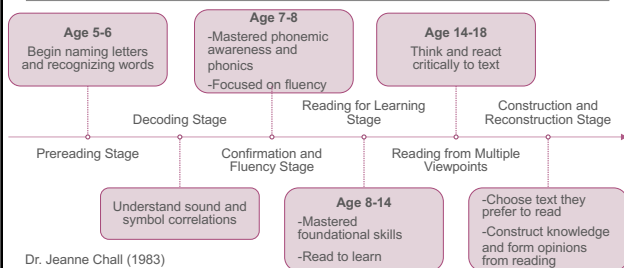 Age 5-6
Begin naming letters
and recognizing words
Age 7-8
-Mastered phonemic
awareness and
phonics
-Focused on fluency
Age 14-18
Think and react
critically to text
Decoding Stage
Reading for Learning
Stage
Construction and
Reconstruction Stage
Prereading Stage
Confirmation and
Fluency Stage
Reading from Multiple
Viewpoints
Understand sound and
symbol correlations
Age 8-14
-Mastered
foundational skills
-Read to learn
-Choose text they
prefer to read
-Construct knowledge
and form opinions
from reading
Dr. Jeanne Chall (1983)